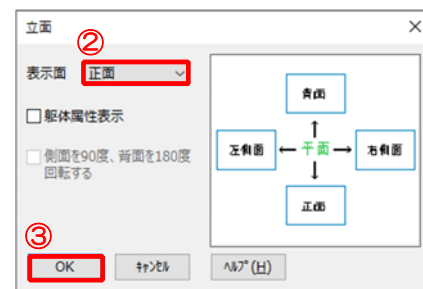 立面
②
表示面 正面
躯体属性表示
側面を90度、背面を180度
回転する
背面
左側面 平面 右側面
正面
③
OK ｷｬﾝｾﾙ ﾍﾙﾌﾟ(H)